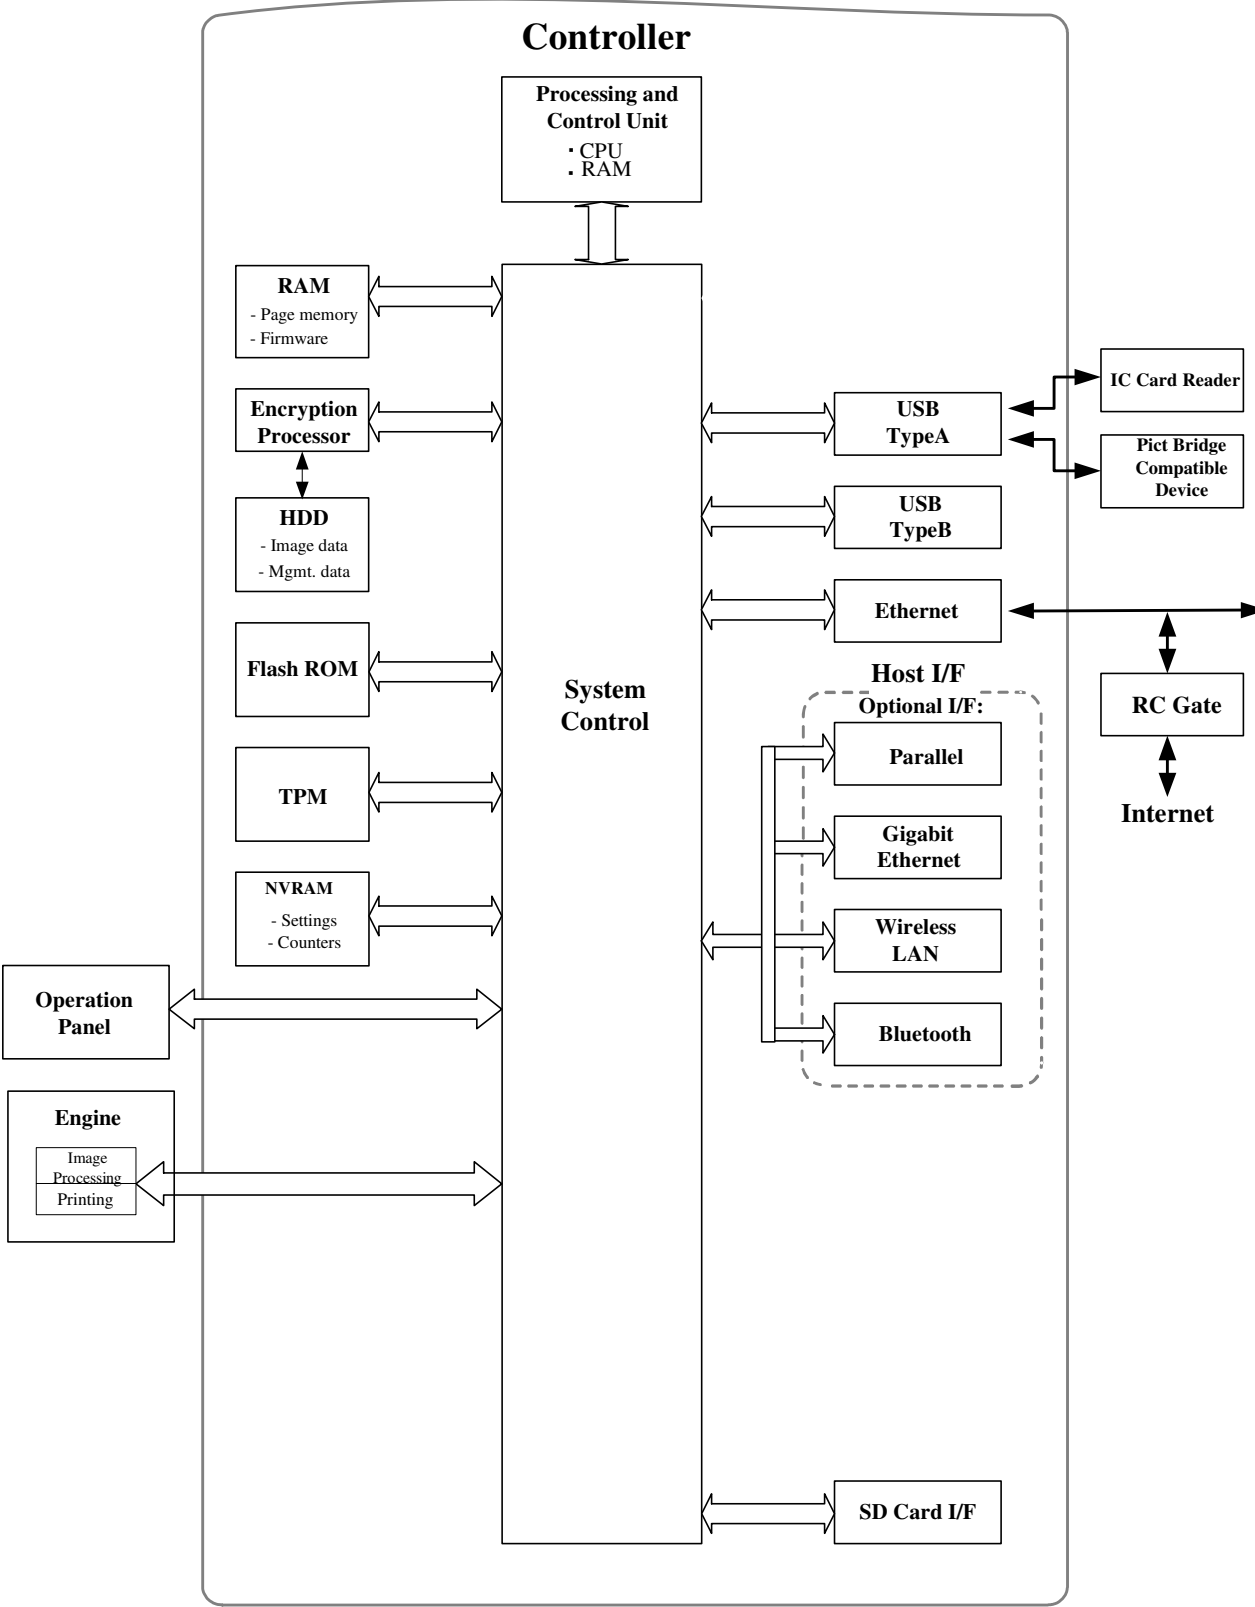 Controller
Processing and
Control Unit
· CPU
· RAM
RAM
- Page memory
- Firmware
Encryption
Processor
HDD
- Image data
- Mgmt. data
Flash ROM
TPM
NVRAM
- Settings
- Counters
Operation
Panel
Engine
Image
Processing
Printing
System
Control
USB
TypeA
USB
TypeB
Ethernet
Host I/F
Optional I/F:
Parallel
Gigabit
Ethernet
Wireless
LAN
Bluetooth
SD Card I/F
IC Card Reader
Pict Bridge
Compatible
Device
RC Gate
Internet